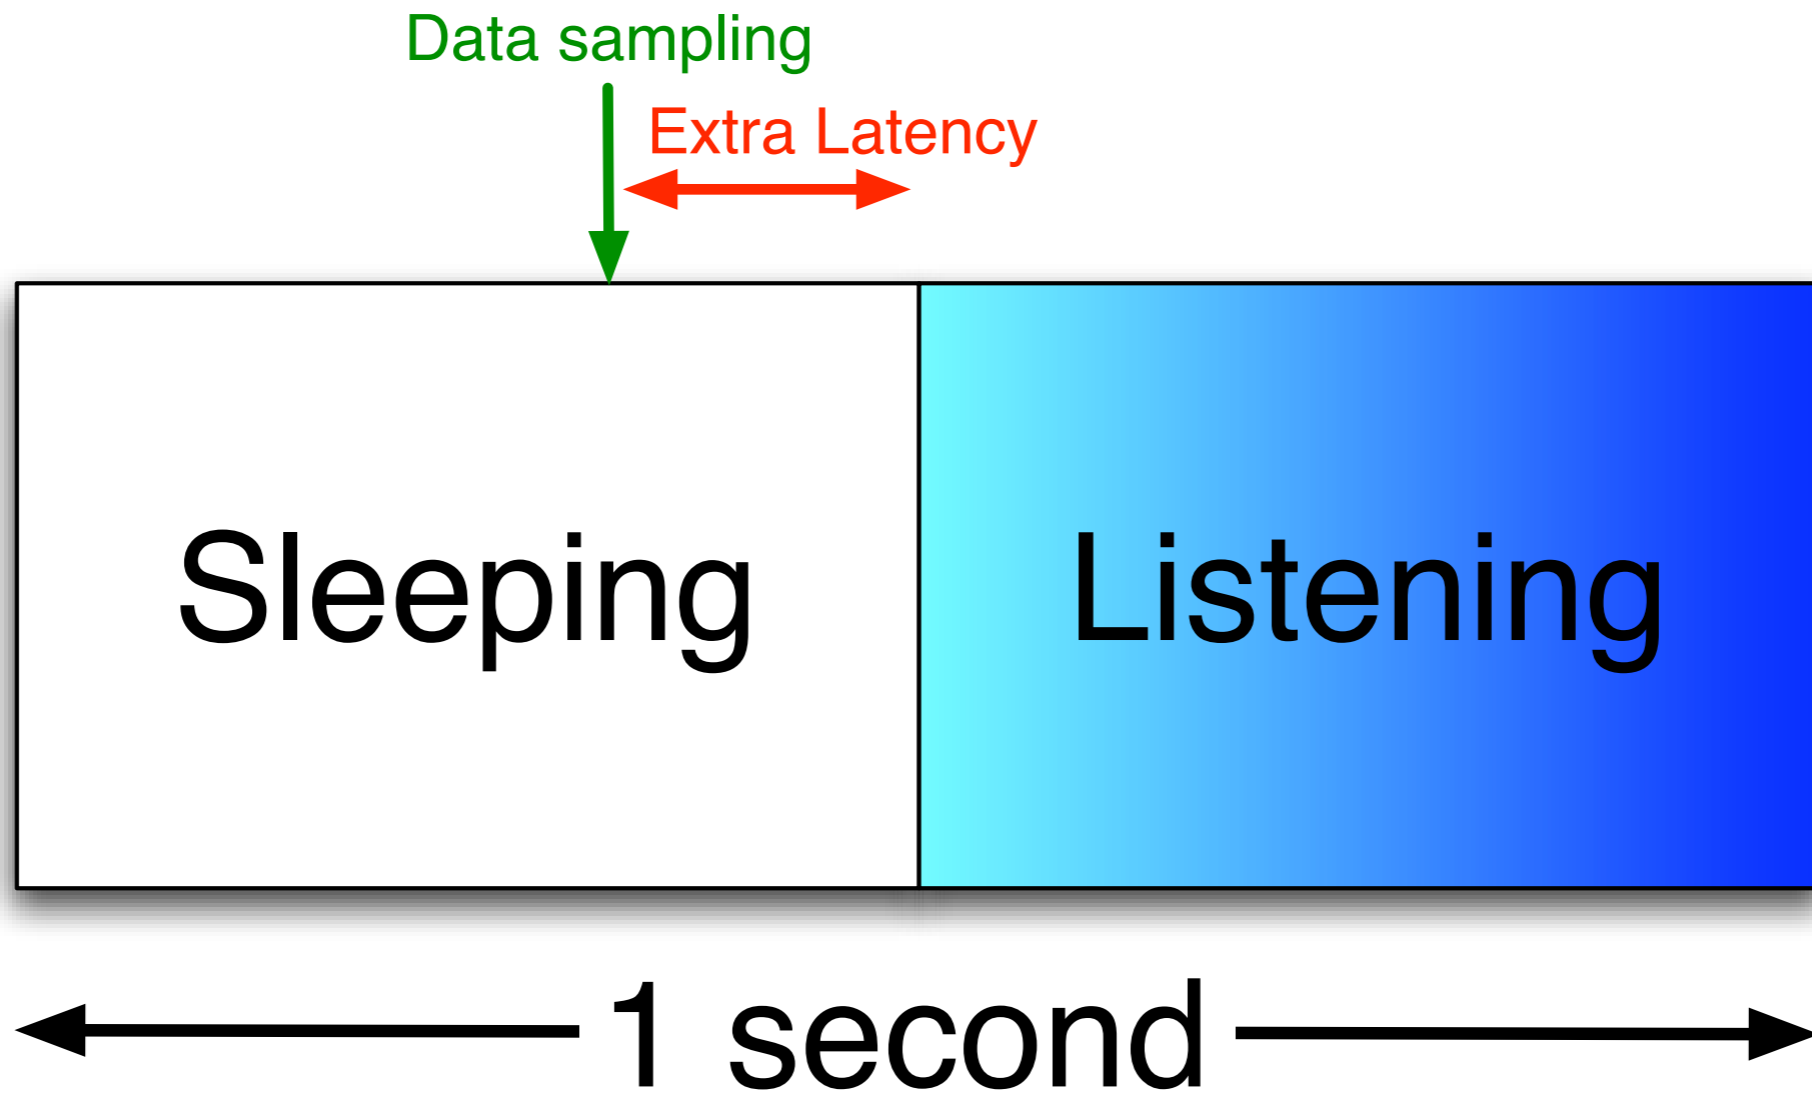 Data sampling
Extra Latency
Sleeping
Listening
1 second